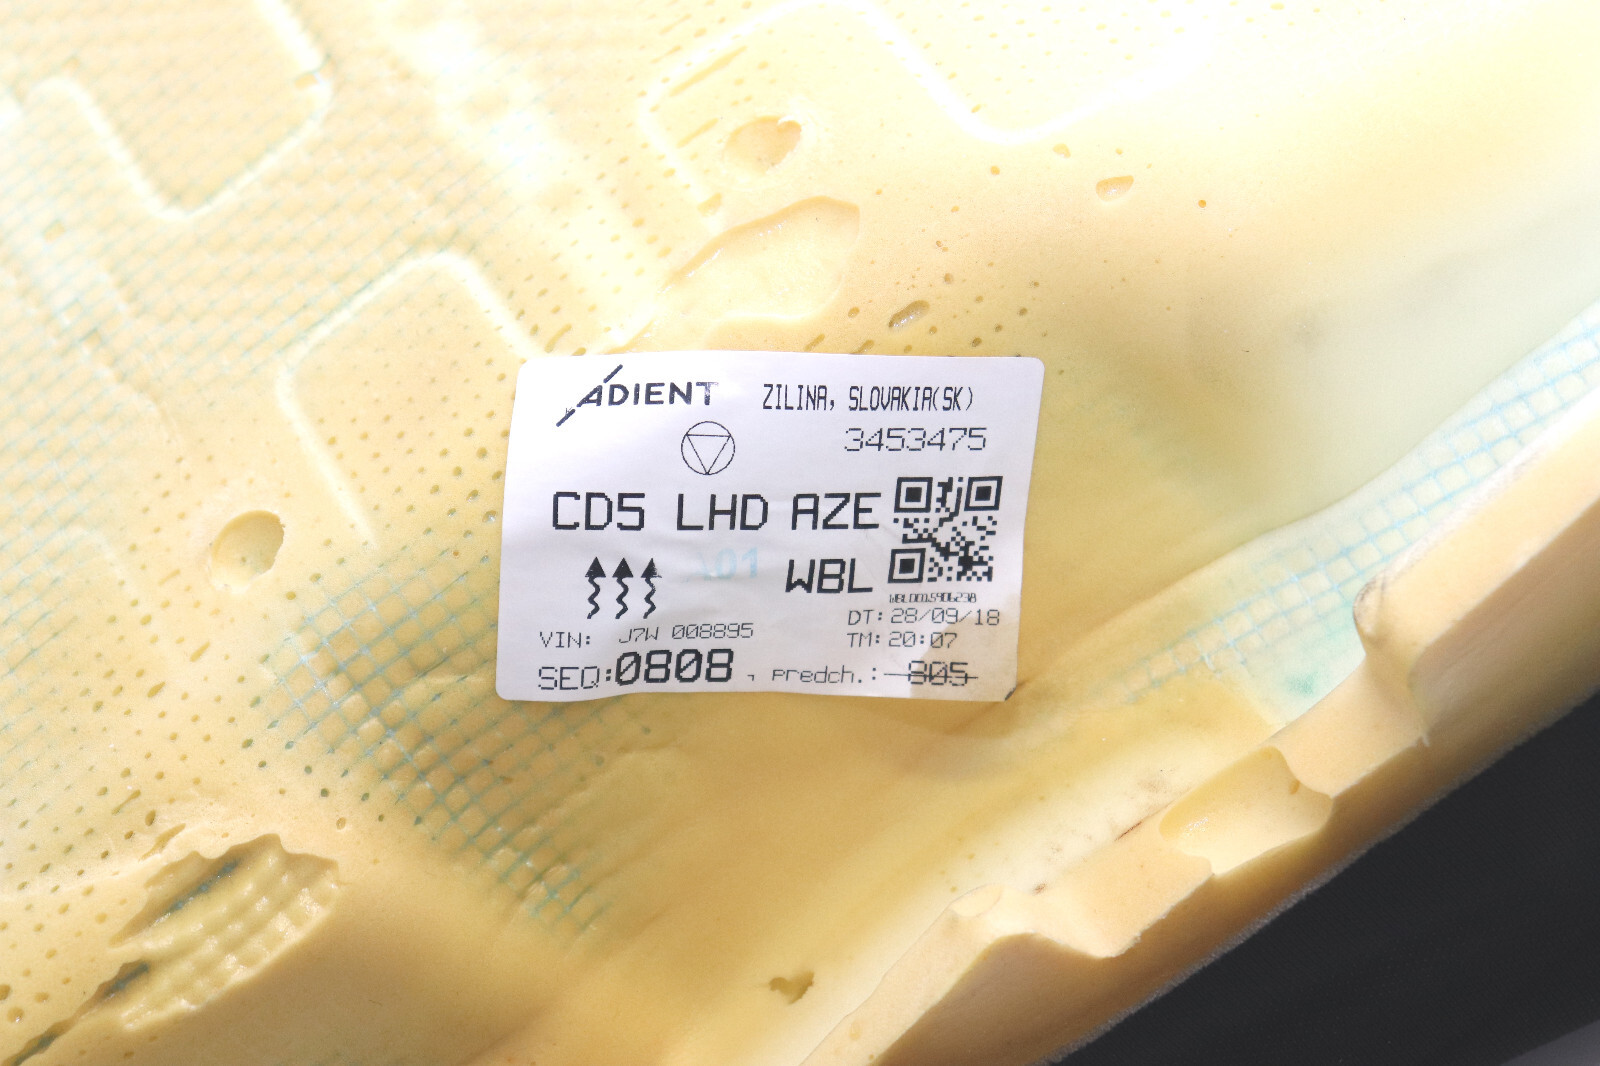 ADIENT ZILINA, SLOVAKIA(SK)
3453475
CD5 LHD AZE
WBL
DT: 28/09/18
VIN: J7W 008895 TM: 20:07
SEQ:0808 , Predch.: 805